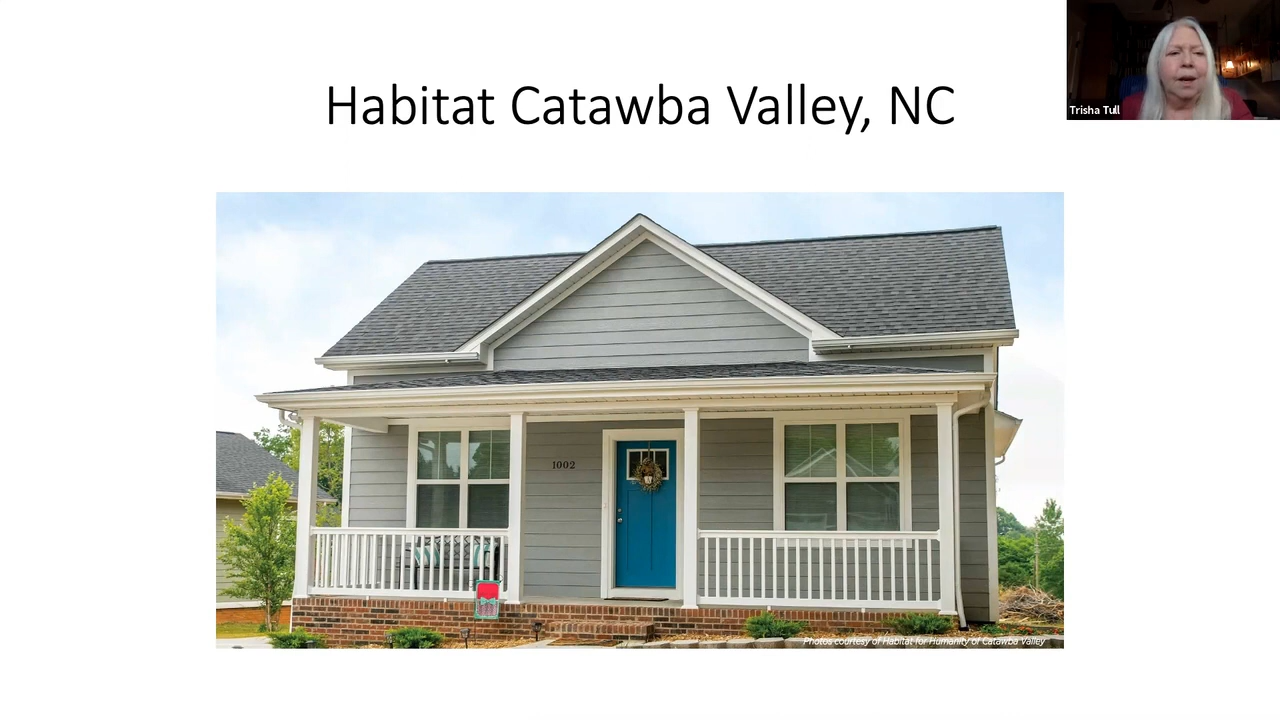 Habitat Catawba Valley, NC
Trisha Tull
1002
Photos courtesy of Habitat for Humanity of Catawba Valley